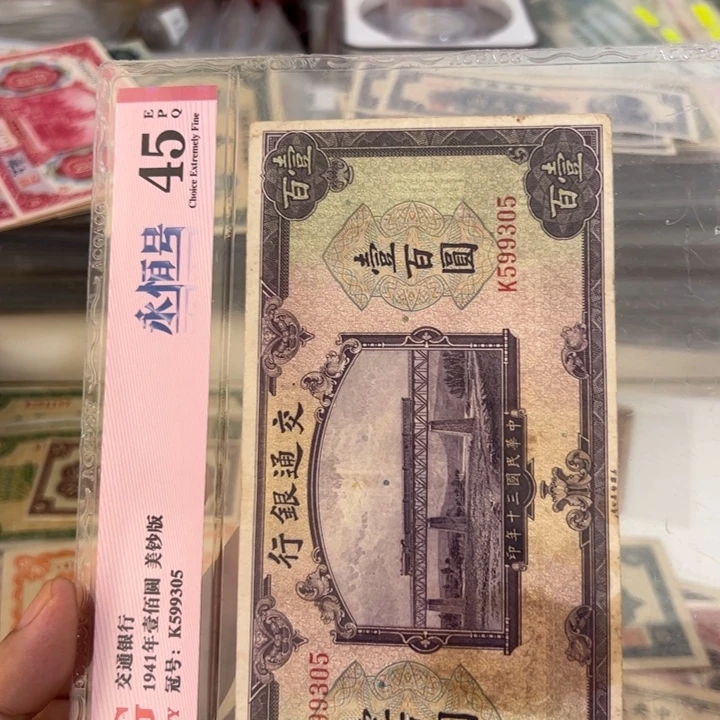 45
EPQ
Choice Extremely Fine
永恒号
交通银行
1941年壹佰圆 美钞版
冠号：K599305
壹百
壹百
壹百圓
K599305
交通銀行
中華民國三十年印
99305